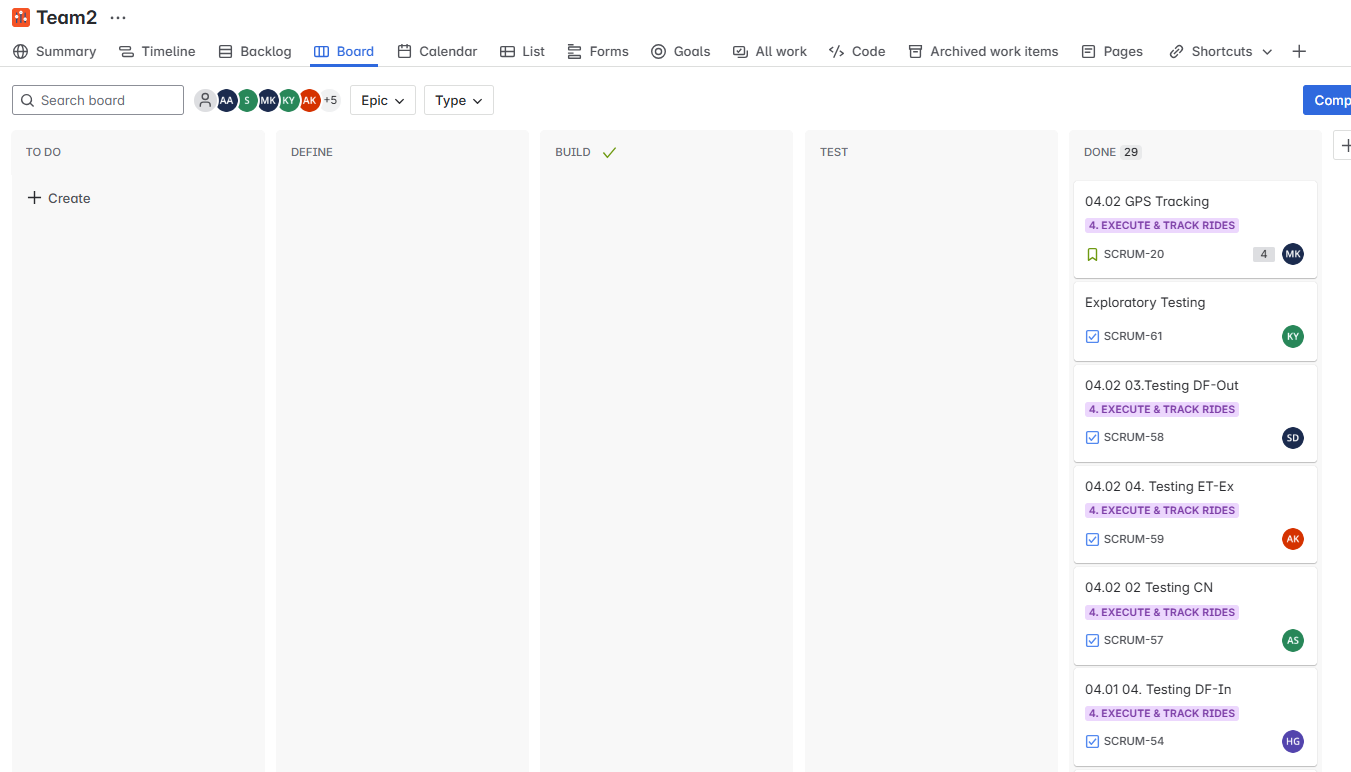 Team2 ...
Summary Timeline Backlog Board Calendar List Forms Goals All work Code Archived work items Pages Shortcuts
Search board AA S MK KY AK +5 Epic Type Comp
TO DO DEFINE BUILD TEST DONE 29
Create
04.02 GPS Tracking
4. EXECUTE & TRACK RIDES
SCRUM-20 4 MK
Exploratory Testing
SCRUM-61 KY
04.02 03.Testing DF-Out
4. EXECUTE & TRACK RIDES
SCRUM-58 SD
04.02 04. Testing ET-Ex
4. EXECUTE & TRACK RIDES
SCRUM-59 AK
04.02 02 Testing CN
4. EXECUTE & TRACK RIDES
SCRUM-57 AS
04.01 04. Testing DF-In
4. EXECUTE & TRACK RIDES
SCRUM-54 HG